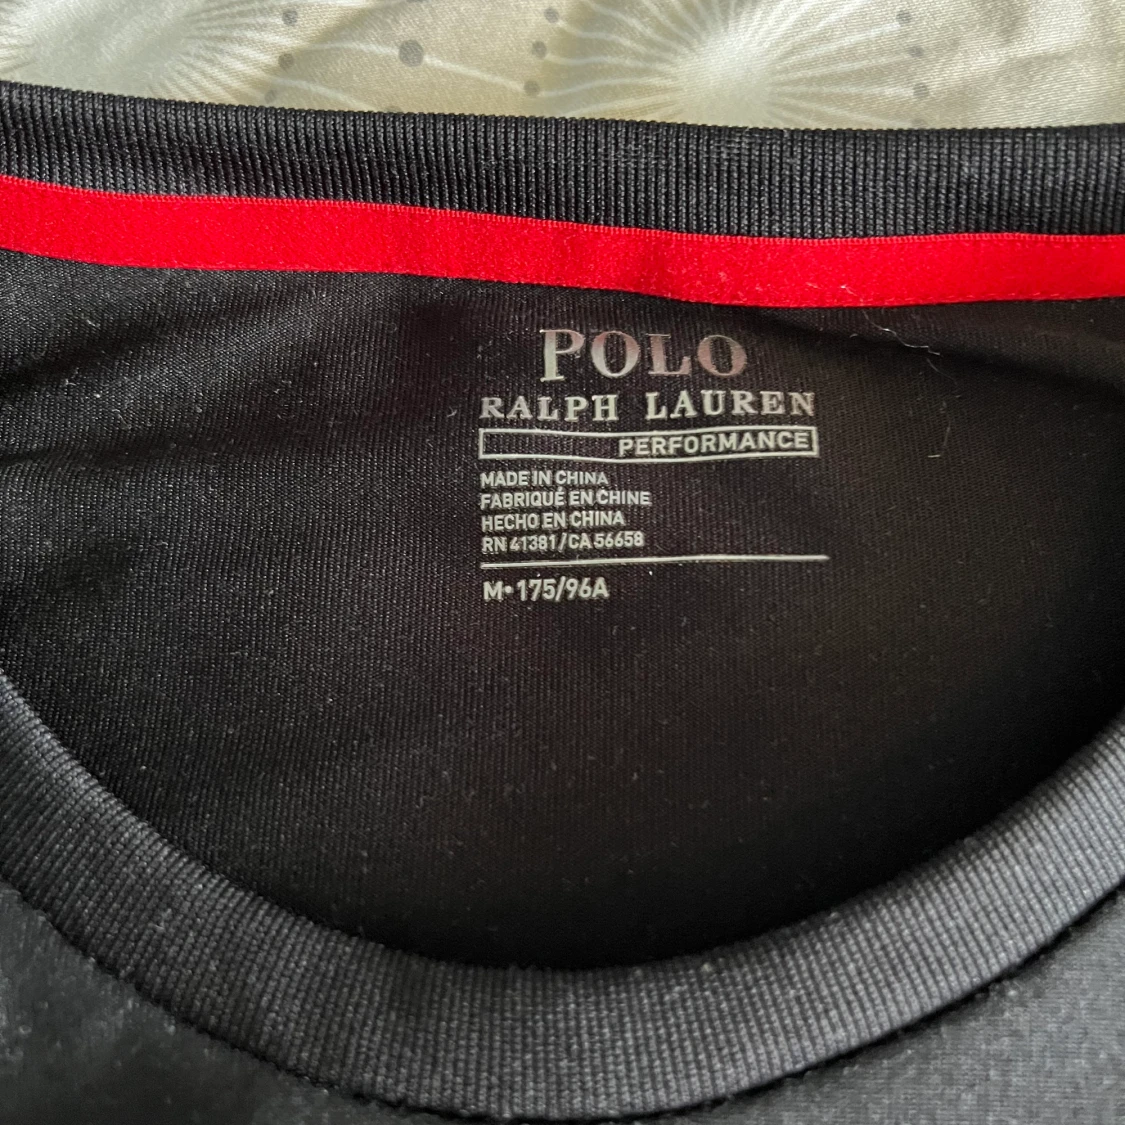 POLO
RALPH LAUREN
PERFORMANCE
MADE IN CHINA
FABRIQUÉ EN CHINE
HECHO EN CHINA
RN 41381/CA 56658
M•175/96A